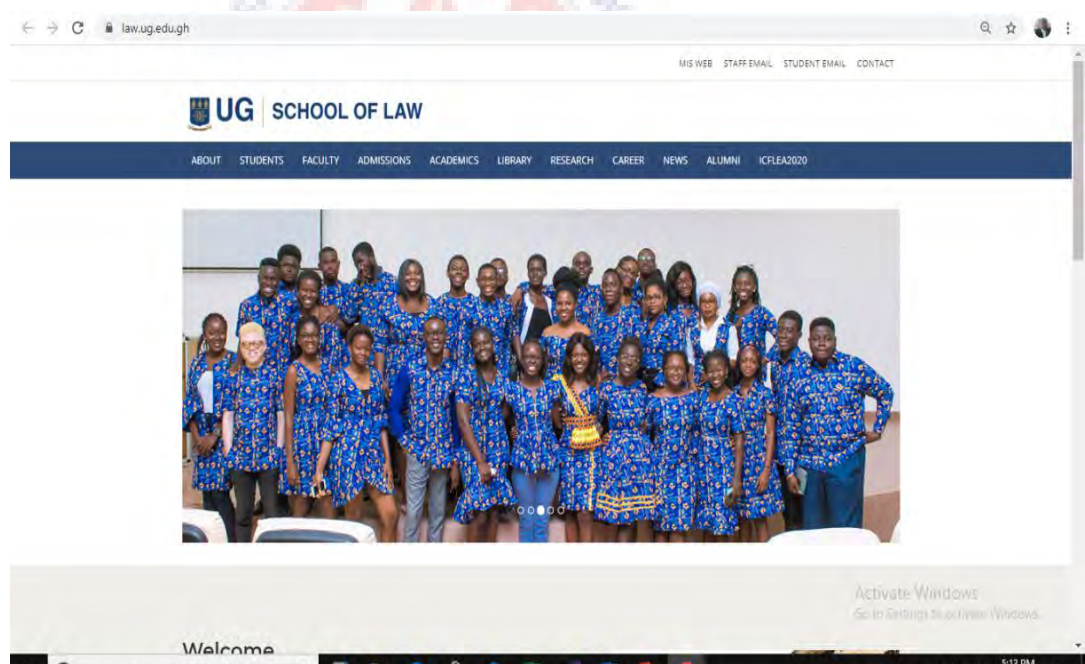 law.ug.edu.gh
MIS WEB STAFF EMAIL STUDENT EMAIL CONTACT
UG SCHOOL OF LAW
ABOUT STUDENTS FACULTY ADMISSIONS ACADEMICS LIBRARY RESEARCH CAREER NEWS ALUMNI ICFLEA2020
Activate Windows
Go to Settings to activate Windows.
Welcome
5:13 PM